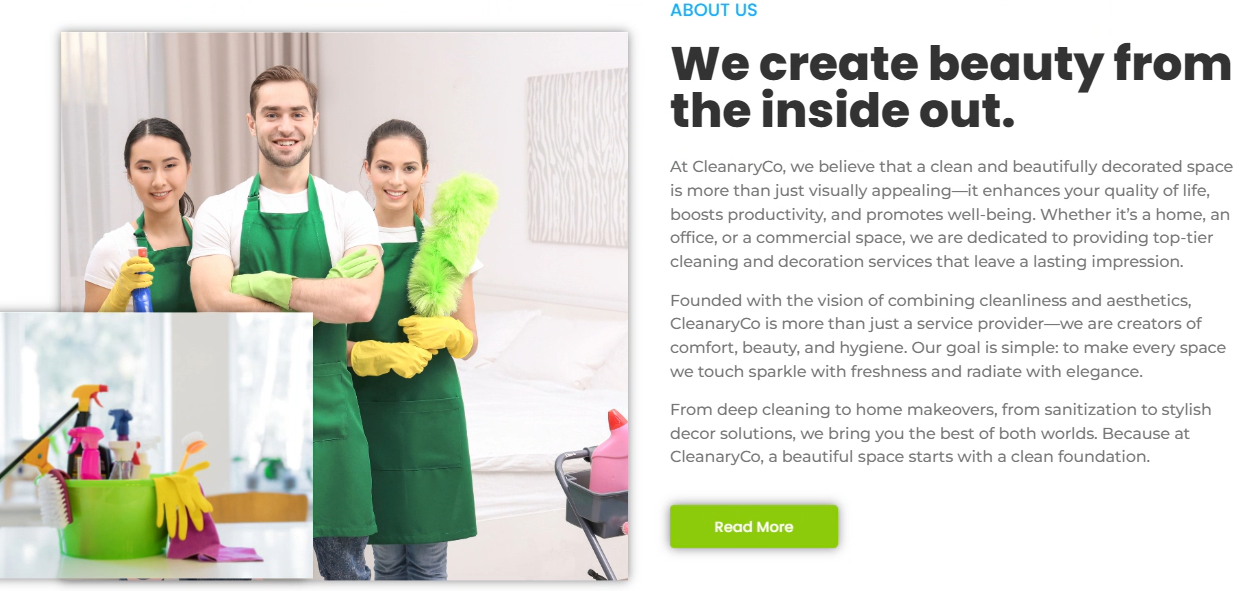 ABOUT US
We create beauty from
the inside out.
At CleanaryCo, we believe that a clean and beautifully decorated space
is more than just visually appealing—it enhances your quality of life,
boosts productivity, and promotes well-being. Whether it’s a home, an
office, or a commercial space, we are dedicated to providing top-tier
cleaning and decoration services that leave a lasting impression.
Founded with the vision of combining cleanliness and aesthetics,
CleanaryCo is more than just a service provider—we are creators of
comfort, beauty, and hygiene. Our goal is simple: to make every space
we touch sparkle with freshness and radiate with elegance.
From deep cleaning to home makeovers, from sanitization to stylish
decor solutions, we bring you the best of both worlds. Because at
CleanaryCo, a beautiful space starts with a clean foundation.
Read More